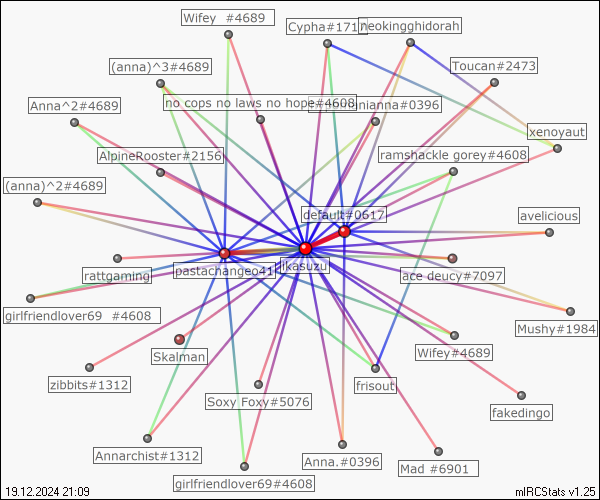 Wifey  #4689
Cypha#171
neokingghidorah
(anna)^3#4689
Toucan#2473
no cops no laws no hope#4608
nianna#0396
Anna^2#4689
xenoyaut
AlpineRooster#2156
ramshackle gorey#4608
(anna)^2#4689
default#0617
avelicious
rattgaming
pastachangeo41
ikasuzu
ace deucy#7097
girlfriendlover69  #4608
Mushy#1984
Skalman
Wifey#4689
zibbits#1312
frisout
Soxy Foxy#5076
fakedingo
Annarchist#1312
Anna.#0396
Mad #6901
girlfriendlover69#4608
19.12.2024 21:09
mIRCStats v1.25